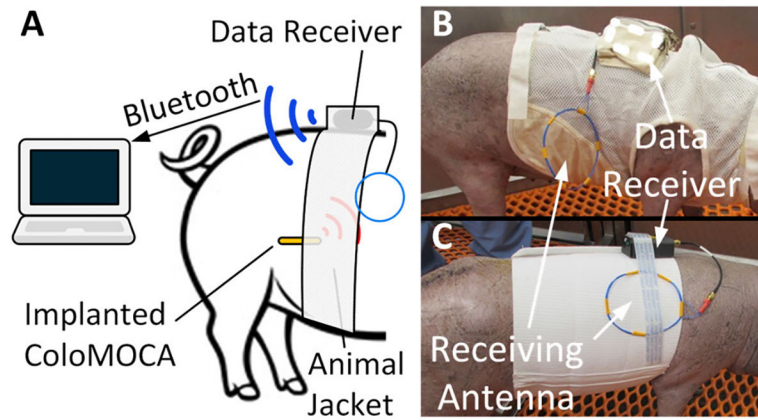 A
Data Receiver
Bluetooth
Implanted
ColoMOCA
Animal
Jacket
B
Data
Receiver
C
Receiving
Antenna